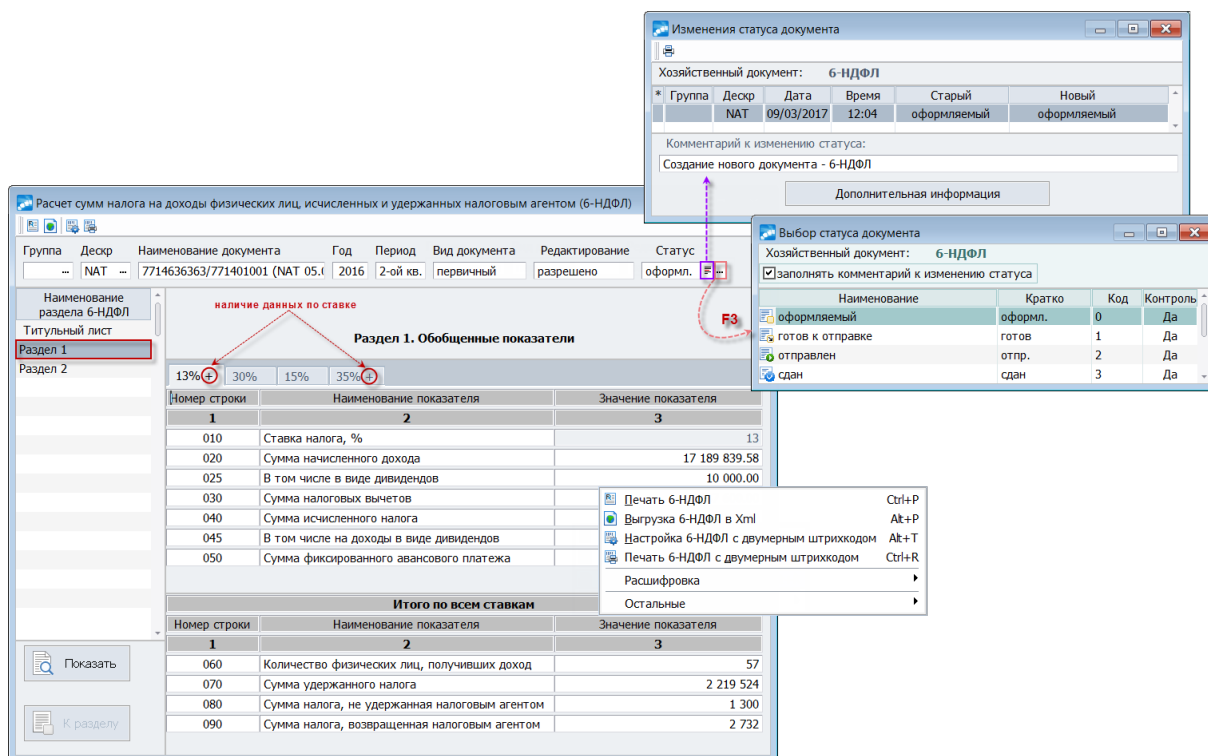 Изменения статуса документа
Хозяйственный документ: 6-НДФЛ
* Группа Дескр Дата Время Старый Новый
NAT 09/03/2017 12:04 оформляемый оформляемый
Комментарий к изменению статуса:
Создание нового документа - 6-НДФЛ
Дополнительная информация
Расчет сумм налога на доходы физических лиц, исчисленных и удержанных налоговым агентом (6-НДФЛ)
Группа Дескр Наименование документа Год Период Вид документа Редактирование Статус
... NAT ... 7714636363/771401001 (NAT 05.( 2016 2-ой кв. первичный разрешено оформл. ...
Выбор статуса документа
Хозяйственный документ: 6-НДФЛ
заполнять комментарий к изменению статуса
Наименование Кратко Код Контроль
оформляемый оформл. 0 Да
готов к отправке готов 1 Да
отправлен отпр. 2 Да
сдан сдан 3 Да
F3
Наименование
раздела 6-НДФЛ
Титульный лист
Раздел 1
Раздел 2
наличие данных по ставке
Раздел 1. Обобщенные показатели
13% + 30% 15% 35% +
Номер строки Наименование показателя Значение показателя
1 2 3
010 Ставка налога, % 13
020 Сумма начисленного дохода 17 189 839.58
025 В том числе в виде дивидендов 10 000.00
030 Сумма налоговых вычетов
040 Сумма исчисленного налога
045 В том числе на доходы в виде дивидендов
050 Сумма фиксированного авансового платежа
Печать 6-НДФЛ Ctrl+P
Выгрузка 6-НДФЛ в Xml Alt+P
Настройка 6-НДФЛ с двумерным штрихкодом Alt+T
Печать 6-НДФЛ с двумерным штрихкодом Ctrl+R
Расшифровка
Остальные
Итого по всем ставкам
Номер строки Наименование показателя Значение показателя
1 2 3
060 Количество физических лиц, получивших доход 57
070 Сумма удержанного налога 2 219 524
080 Сумма налога, не удержанная налоговым агентом 1 300
090 Сумма налога, возвращенная налоговым агентом 2 732
Показать
К разделу